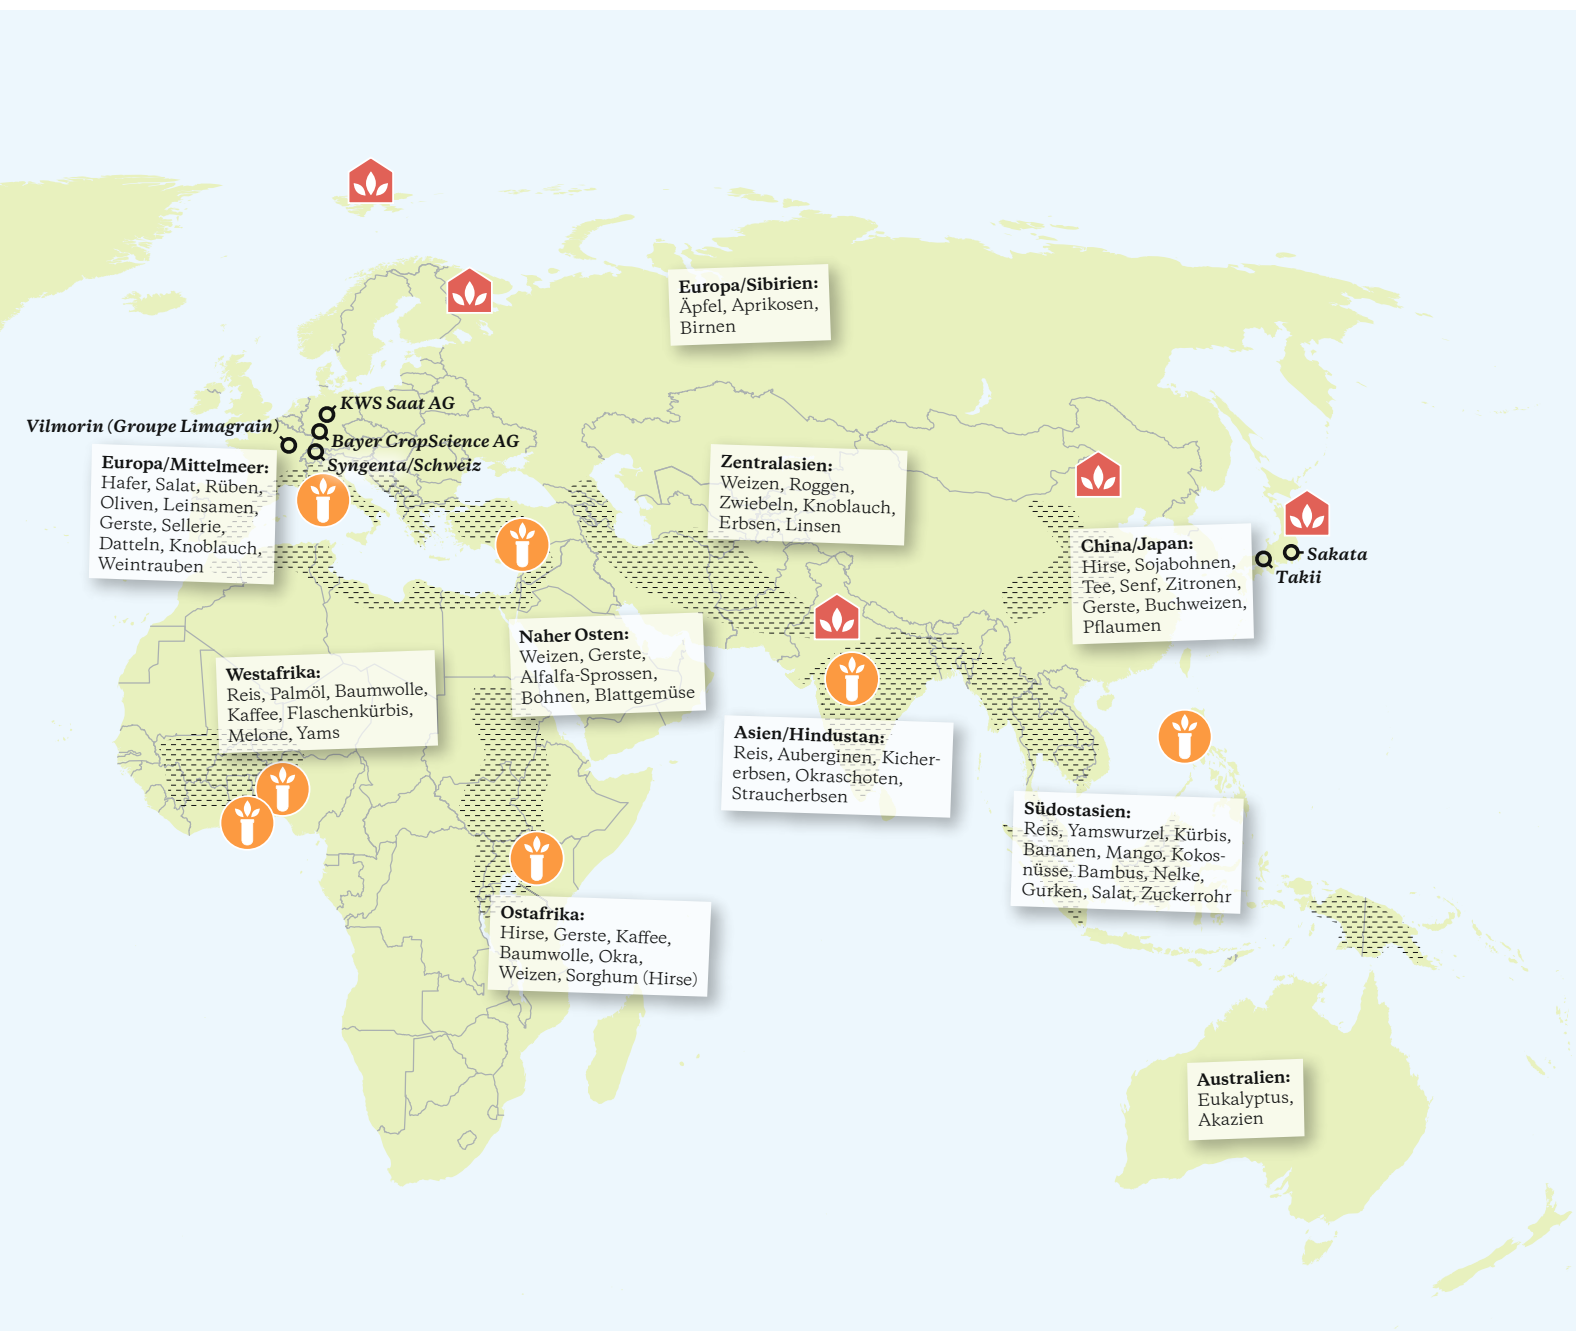 Europa/Sibirien:
Äpfel, Aprikosen,
Birnen
KWS Saat AG
Vilmorin (Groupe Limagrain)
Bayer CropScience AG
Syngenta/Schweiz
Europa/Mittelmeer:
Hafer, Salat, Rüben,
Oliven, Leinsamen,
Gerste, Sellerie,
Datteln, Knoblauch,
Weintrauben
Zentralasien:
Weizen, Roggen,
Zwiebeln, Knoblauch,
Erbsen, Linsen
China/Japan:
Hirse, Sojabohnen,
Tee, Senf, Zitronen,
Gerste, Buchweizen,
Pflaumen
Sakata
Takii
Naher Osten:
Weizen, Gerste,
Alfalfa-Sprossen,
Bohnen, Blattgemüse
Westafrika:
Reis, Palmöl, Baumwolle,
Kaffee, Flaschenkürbis,
Melone, Yams
Asien/Hindustan:
Reis, Auberginen, Kicher-
erbsen, Okraschoten,
Straucherbsen
Südostasien:
Reis, Yamswurzel, Kürbis,
Bananen, Mango, Kokos-
nüsse, Bambus, Nelke,
Gurken, Salat, Zuckerrohr
Ostafrika:
Hirse, Gerste, Kaffee,
Baumwolle, Okra,
Weizen, Sorghum (Hirse)
Australien:
Eukalyptus,
Akazien